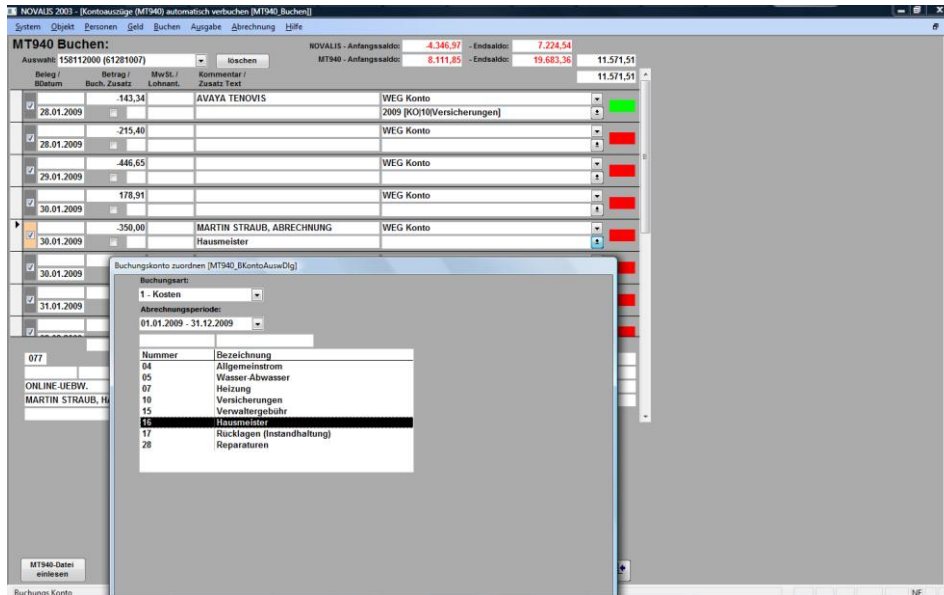 NOVALIS 2003 - [Kontoauszüge (MT940) automatisch verbuchen [MT940_Buchen]]
System Objekt Personen Geld Buchen Ausgabe Abrechnung Hilfe
MT940 Buchen:
NOVALIS - Anfangssaldo: -4.346,97 - Endsaldo: 7.224,54
Auswahl: 158112000 (61281007) löschen MT940 - Anfangssaldo: 8.111,85 - Endsaldo: 19.683,36 11.571,51
Beleg / Betrag / MwSt. / Kommentar / 11.571,51
BDatum Buch. Zusatz Lohnant. Zusatz Text
-143,34 AVAYA TENOVIS WEG Konto
28.01.2009 2009 [KO|10|Versicherungen]
-215,40 WEG Konto
28.01.2009
-446,65 WEG Konto
29.01.2009
178,91 WEG Konto
30.01.2009
-350,00 MARTIN STRAUB, ABRECHNUNG WEG Konto
30.01.2009 Hausmeister
30.01.2009
31.01.2009
Buchungskonto zuordnen [MT940_BKontoAuswDlg]
Buchungsart:
1 - Kosten
Abrechnungsperiode:
01.01.2009 - 31.12.2009
Nummer Bezeichnung
04 Allgemeinstrom
05 Wasser-Abwasser
07 Heizung
10 Versicherungen
15 Verwaltergebühr
16 Hausmeister
17 Rücklagen (Instandhaltung)
28 Reparaturen
077
ONLINE-UEBW.
MARTIN STRAUB,
MT940-Datei
einlesen
Buchungs Konto
NF